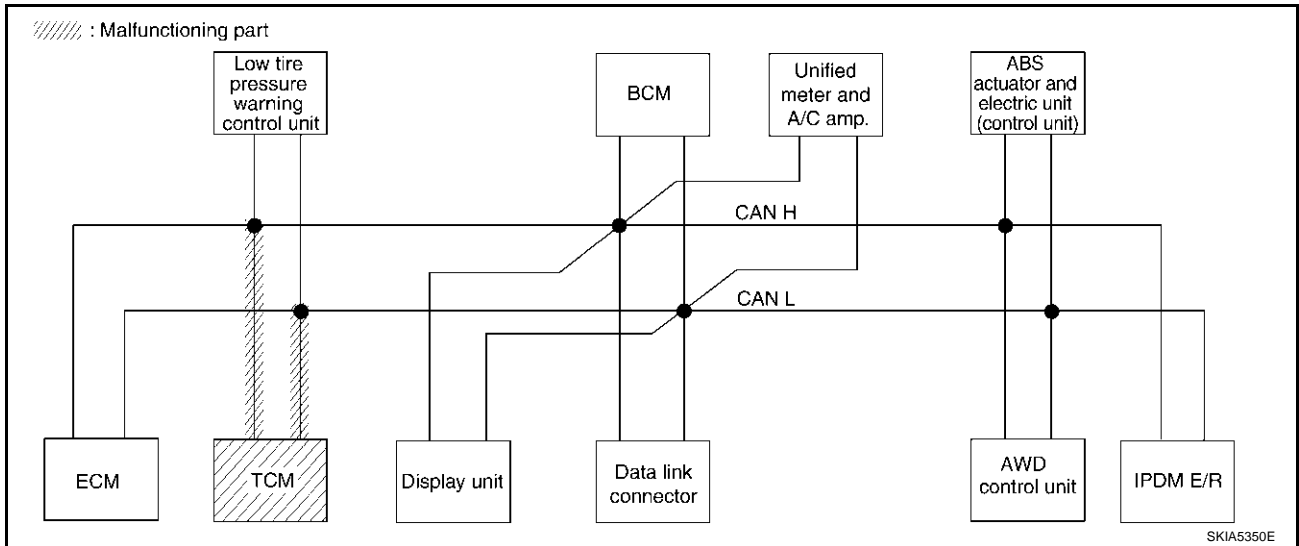 : Malfunctioning part
Low tire
pressure
warning
control unit
BCM
Unified
meter and
A/C amp.
ABS
actuator and
electric unit
(control unit)
CAN H
CAN L
ECM
TCM
Display unit
Data link
connector
AWD
control unit
IPDM E/R
SKIA5350E